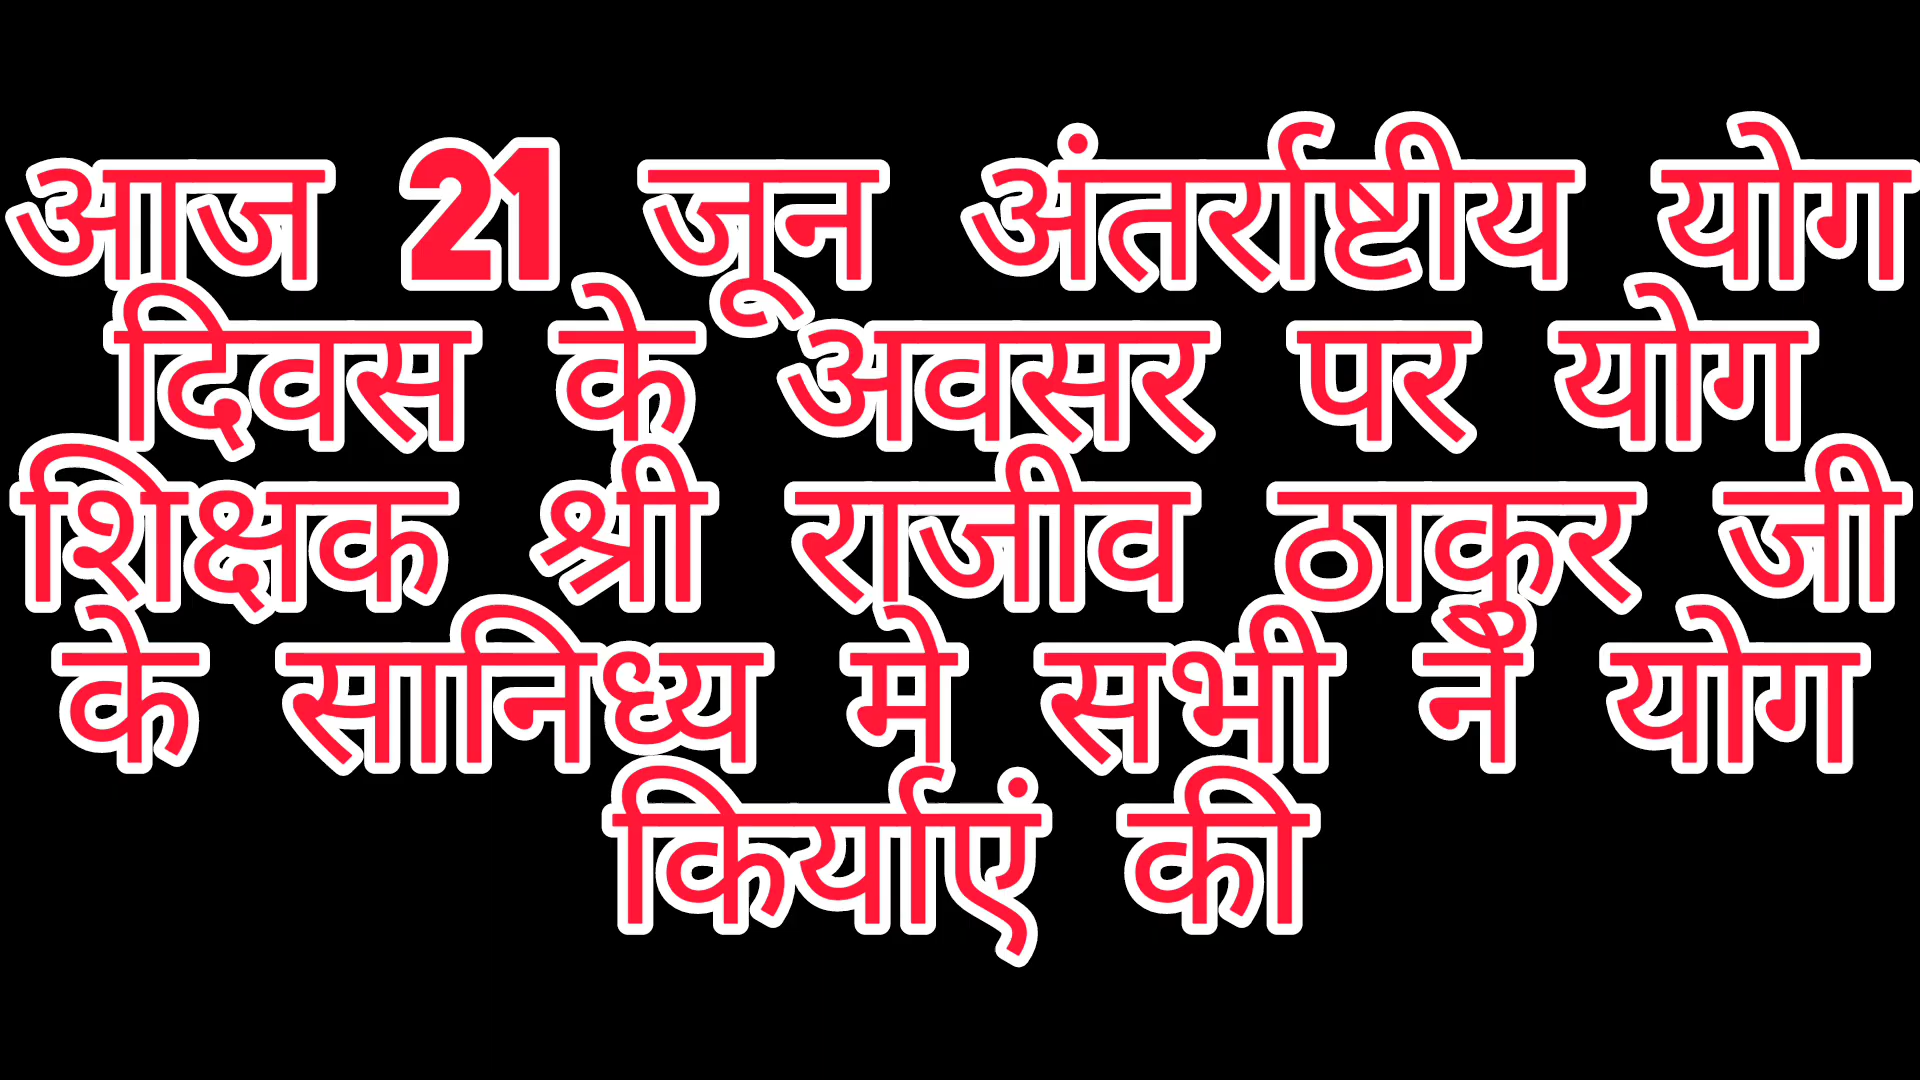 आज 21 जून अंतर्राष्टीय योग
दिवस के अवसर पर योग
शिक्षक श्री राजीव ठाकुर जी
के सानिध्य मे सभी ने योग
किर्याएं की